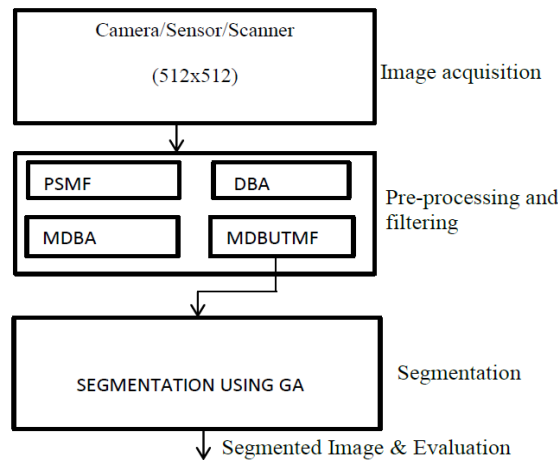 Camera/Sensor/Scanner
(512x512)
Image acquisition
PSMF
DBA
MDBA
MDBUTMF
Pre-processing and
filtering
SEGMENTATION USING GA
Segmentation
Segmented Image & Evaluation